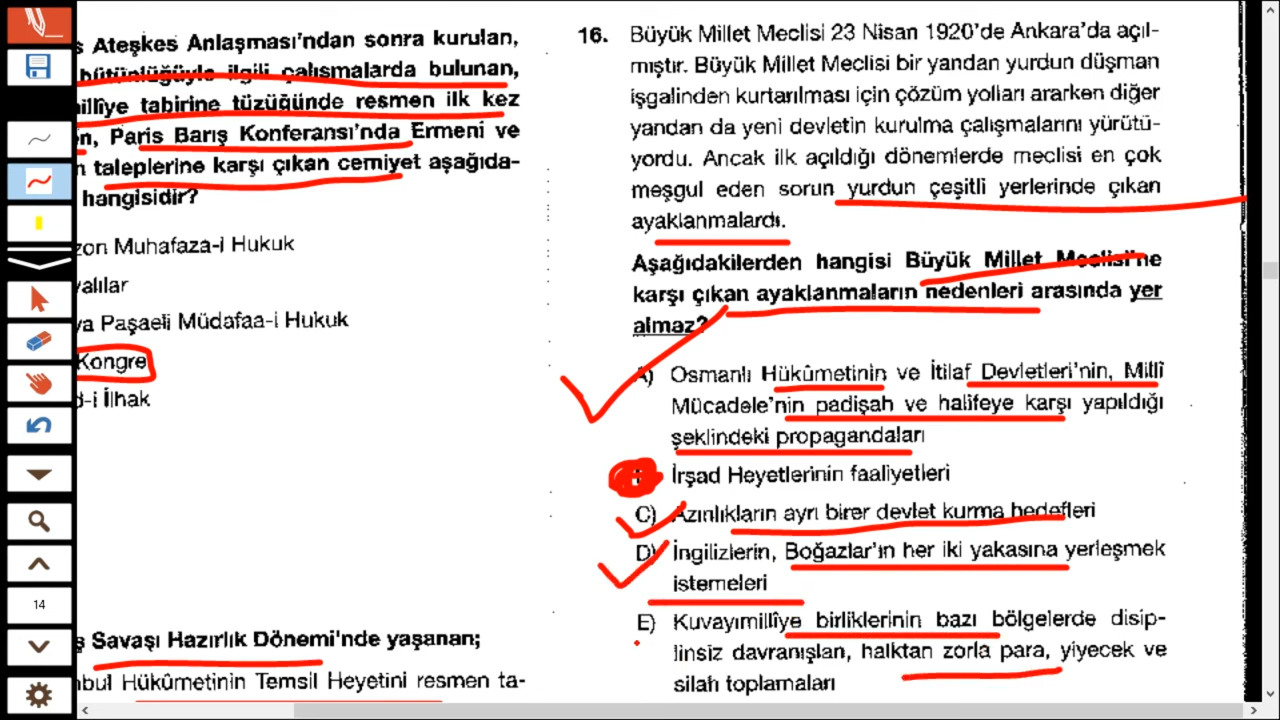 ş Ateşkes Anlaşması'ndan sonra kurulan,
bütünlüğüyle ilgili çalışmalarda bulunan,
millîye tabirine tüzüğünde resmen ilk kez
n, Paris Barış Konferansı'nda Ermeni ve
n taleplerine karşı çıkan cemiyet aşağıda-
hangisidir?
zon Muhafaza-i Hukuk
yalılar
ya Paşaeli Müdafaa-i Hukuk
Kongre
d-i İlhak
ş Savaşı Hazırlık Dönemi'nde yaşanan;
nbul Hükûmetinin Temsil Heyetini resmen ta-
16. Büyük Millet Meclisi 23 Nisan 1920'de Ankara'da açıl-
mıştır. Büyük Millet Meclisi bir yandan yurdun düşman
işgalinden kurtarılması için çözüm yolları ararken diğer
yandan da yeni devletin kurulma çalışmalarını yürütü-
yordu. Ancak ilk açıldığı dönemlerde meclisi en çok
meşgul eden sorun yurdun çeşitli yerlerinde çıkan
ayaklanmalardı.
Aşağıdakilerden hangisi Büyük Millet Meclisi'ne
karşı çıkan ayaklanmaların nedenleri arasında yer
almaz?
A) Osmanlı Hükûmetinin ve İtilaf Devletleri'nin, Millî
Mücadele'nin padişah ve halifeye karşı yapıldığı
şeklindeki propagandaları
İrşad Heyetlerinin faaliyetleri
C) Azınlıkların ayrı birer devlet kurma hedefleri
D) İngilizlerin, Boğazlar'ın her iki yakasına yerleşmek
istemeleri
E) Kuvayımillîye birliklerinin bazı bölgelerde disip-
linsiz davranışları, halktan zorla para, yiyecek ve
silah toplamaları
14